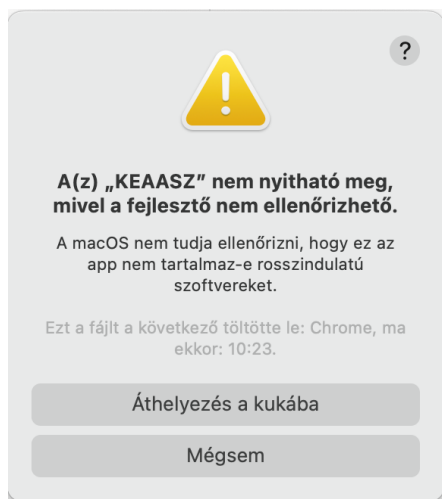 ?
A(z) „KEAASZ” nem nyitható meg,
mivel a fejlesztő nem ellenőrizhető.
A macOS nem tudja ellenőrizni, hogy ez az
app nem tartalmaz-e rosszindulatú
szoftvereket.
Ezt a fájlt a következő töltötte le: Chrome, ma
ekkor: 10:23.
Áthelyezés a kukába
Mégsem